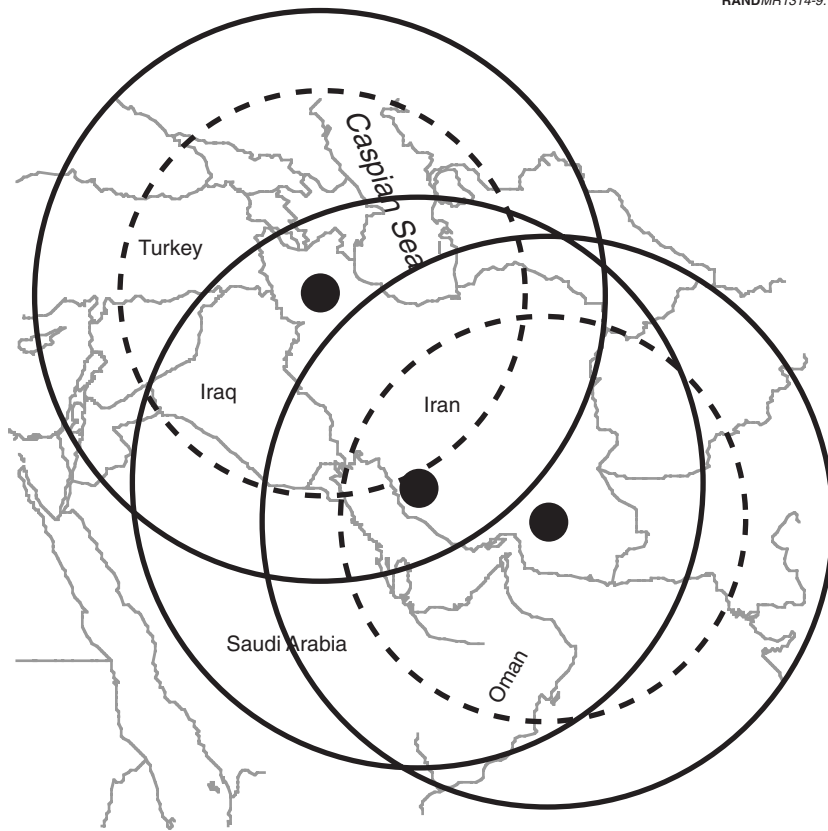 RANDMR1314-9.
Caspian Sea
Turkey
Iraq
Iran
Saudi Arabia
Oman